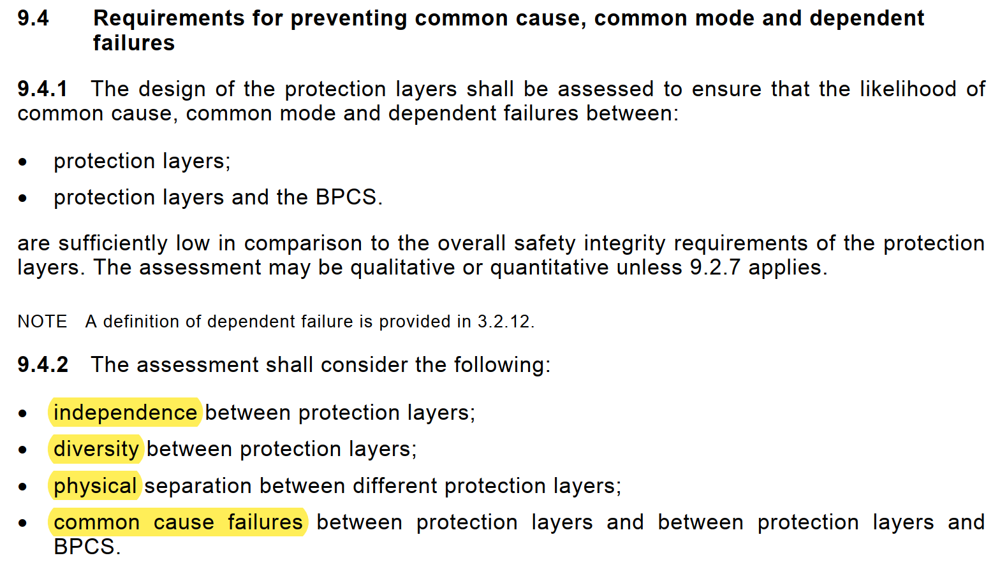 9.4 Requirements for preventing common cause, common mode and dependent
failures
9.4.1 The design of the protection layers shall be assessed to ensure that the likelihood of
common cause, common mode and dependent failures between:
• protection layers;
• protection layers and the BPCS.
are sufficiently low in comparison to the overall safety integrity requirements of the protection
layers. The assessment may be qualitative or quantitative unless 9.2.7 applies.
NOTE A definition of dependent failure is provided in 3.2.12.
9.4.2 The assessment shall consider the following:
• independence between protection layers;
• diversity between protection layers;
• physical separation between different protection layers;
• common cause failures between protection layers and between protection layers and
BPCS.